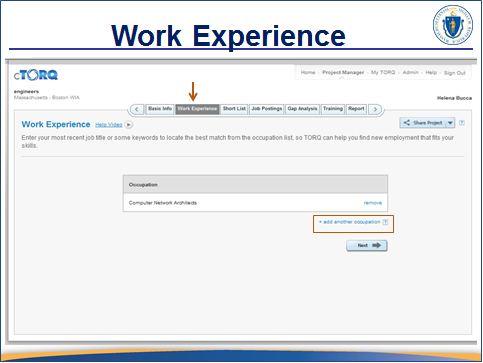 Work Experience
cTORQ
Home Project Manager My TORQ Admin Help Sign Out
engineers
Massachusetts - Boston WIA
Helena Bucca
< Basic Info Work Experience Short List Job Postings Gap Analysis Training Report >
Work Experience Help Video
Share Project ?
Enter your most recent job title or some keywords to locate the best match from the occupation list, so TORQ can help you find new employment that fits your
skills.
Occupation
Computer Network Architects remove
+ add another occupation ?
Next